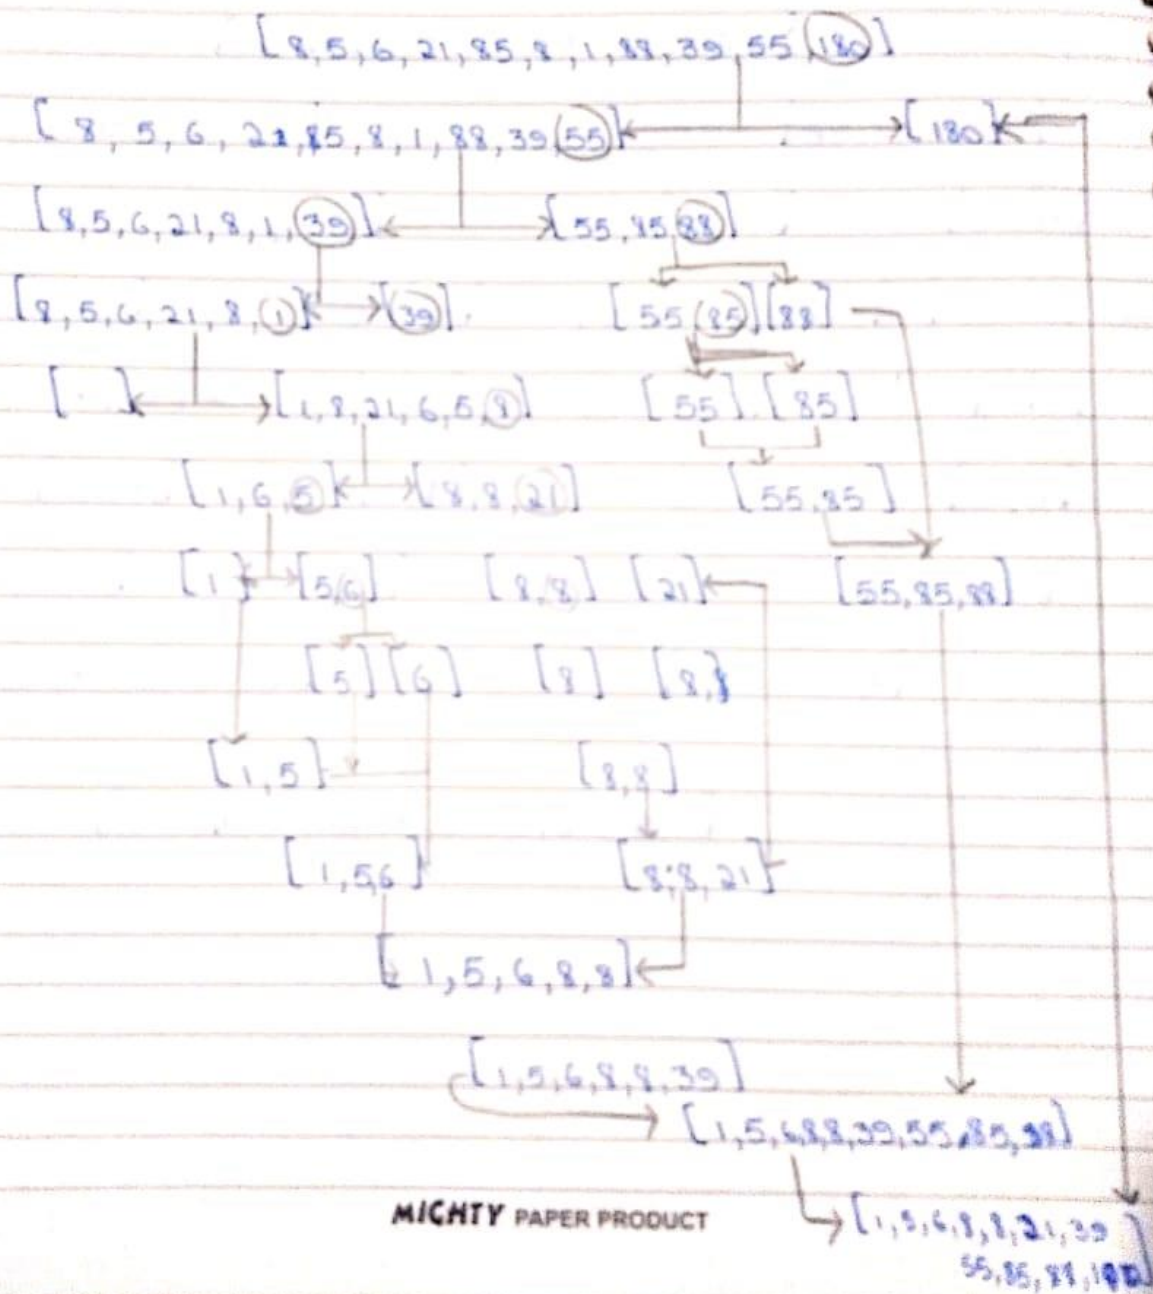 [8,5,6,21,85,8,1,88,39,55 180]
[8, 5, 6, 21,85,8,1,88,39 55] [180]
[8,5,6,21,8,1,39] [55,85,88]
[8,5,6,21,8,1] [39] [55 85] [88]
[ ] [1,8,21,6,5,8] [55] [85]
[1,6,5] [8,8,21] [55,85]
[1] [5,6] [8,8] [21] [55,85,88]
[5] [6] [8] [8]
[1,5] [8,8]
[1,5,6] [8,8,21]
[1,5,6,8,8]
[1,5,6,8,8,39]
[1,5,6,8,8,39,55,85,88]
[1,5,6,8,8,21,39
55,85,88,180]
MIGHTY PAPER PRODUCT